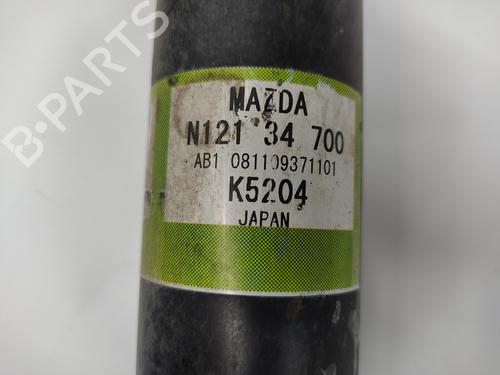 MAZDA
N121 34 700
AB1 081109371101
K5204
JAPAN
B-PARTS